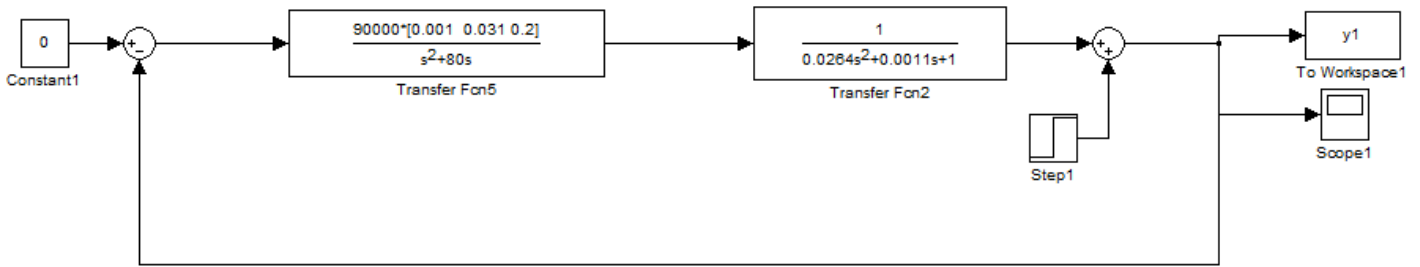 0
Constant1
90000*[0.001 0.031 0.2]
s²+80s
Transfer Fcn5
1
0.0264s²+0.0011s+1
Transfer Fcn2
Step1
y1
To Workspace1
Scope1